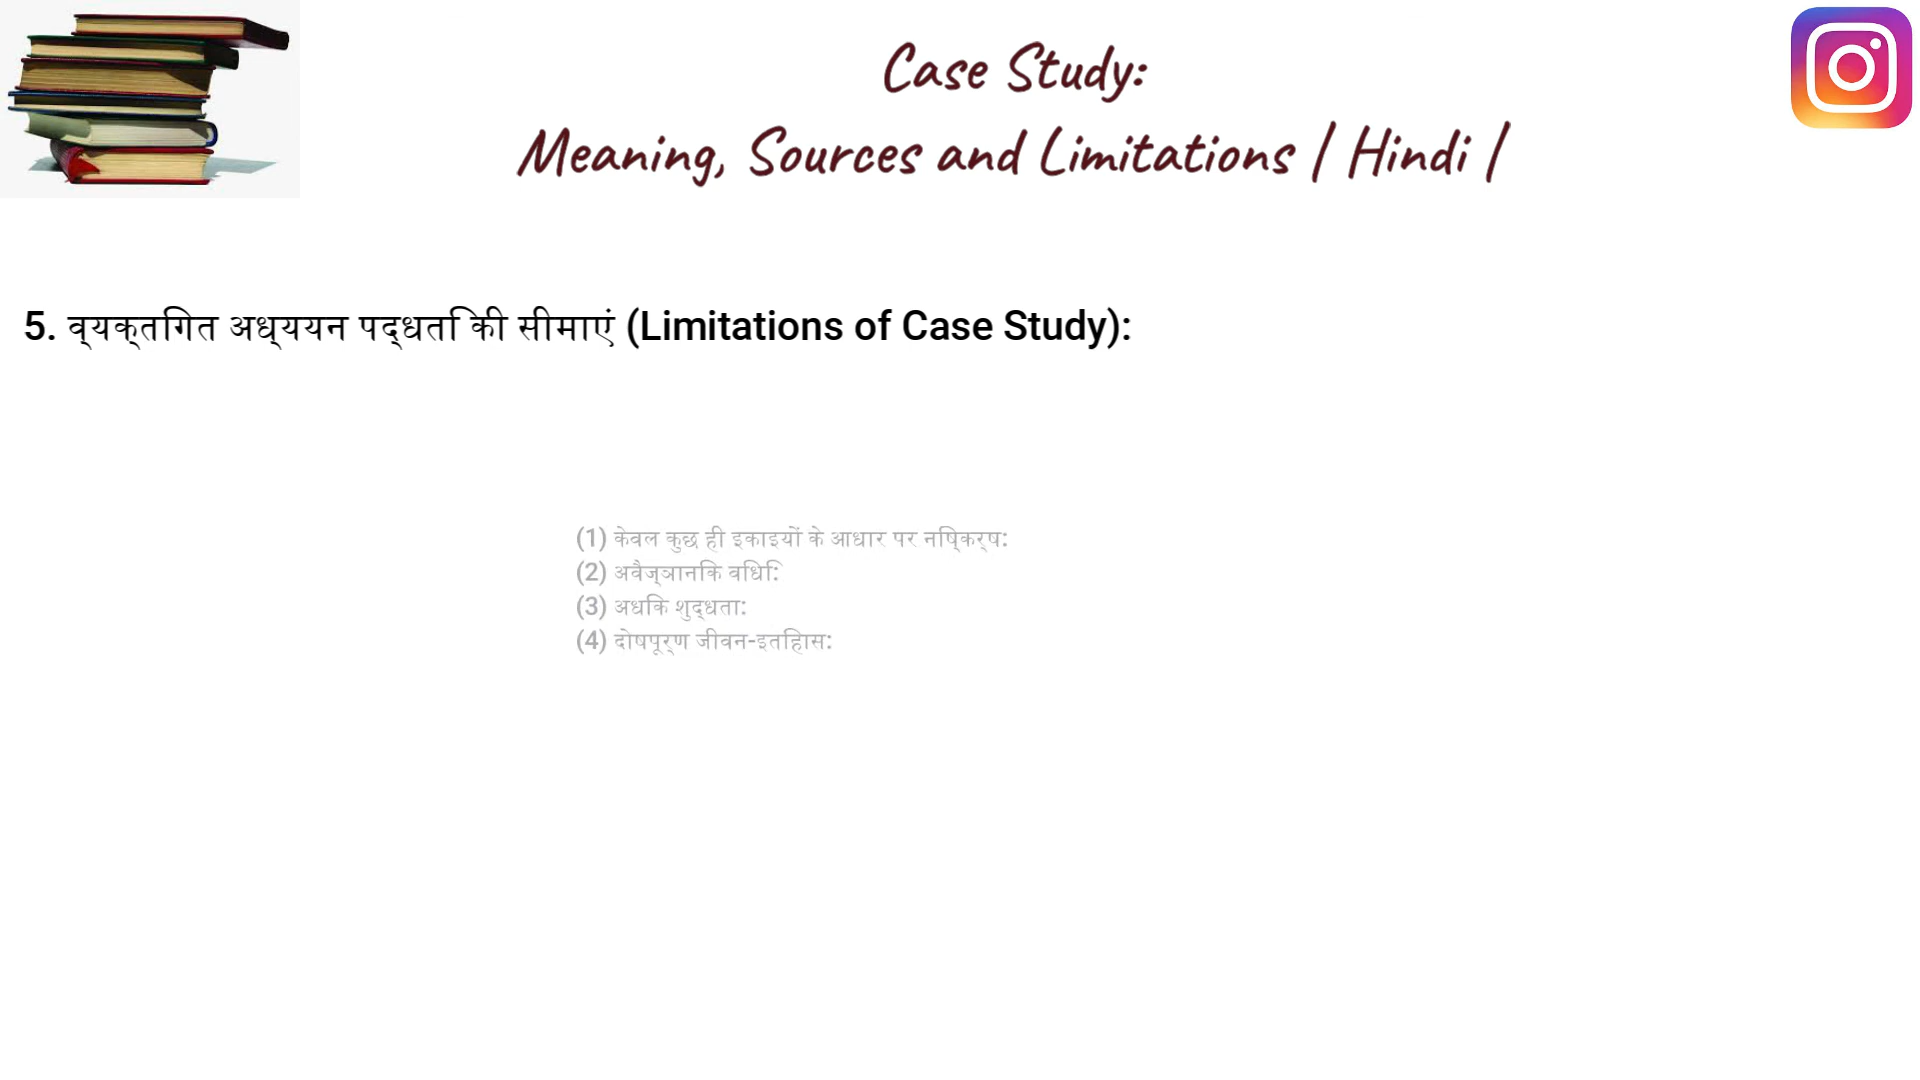 Case Study:
Meaning, Sources and Limitations | Hindi |
5. व्यक्तिगत अध्ययन पद्धति की सीमाएं (Limitations of Case Study):
(1) केवल कुछ ही इकाइयों के आधार पर निष्कर्ष:
(2) अवैज्ञानिक विधि:
(3) अधिक शुद्धता:
(4) दोषपूर्ण जीवन-इतिहास: